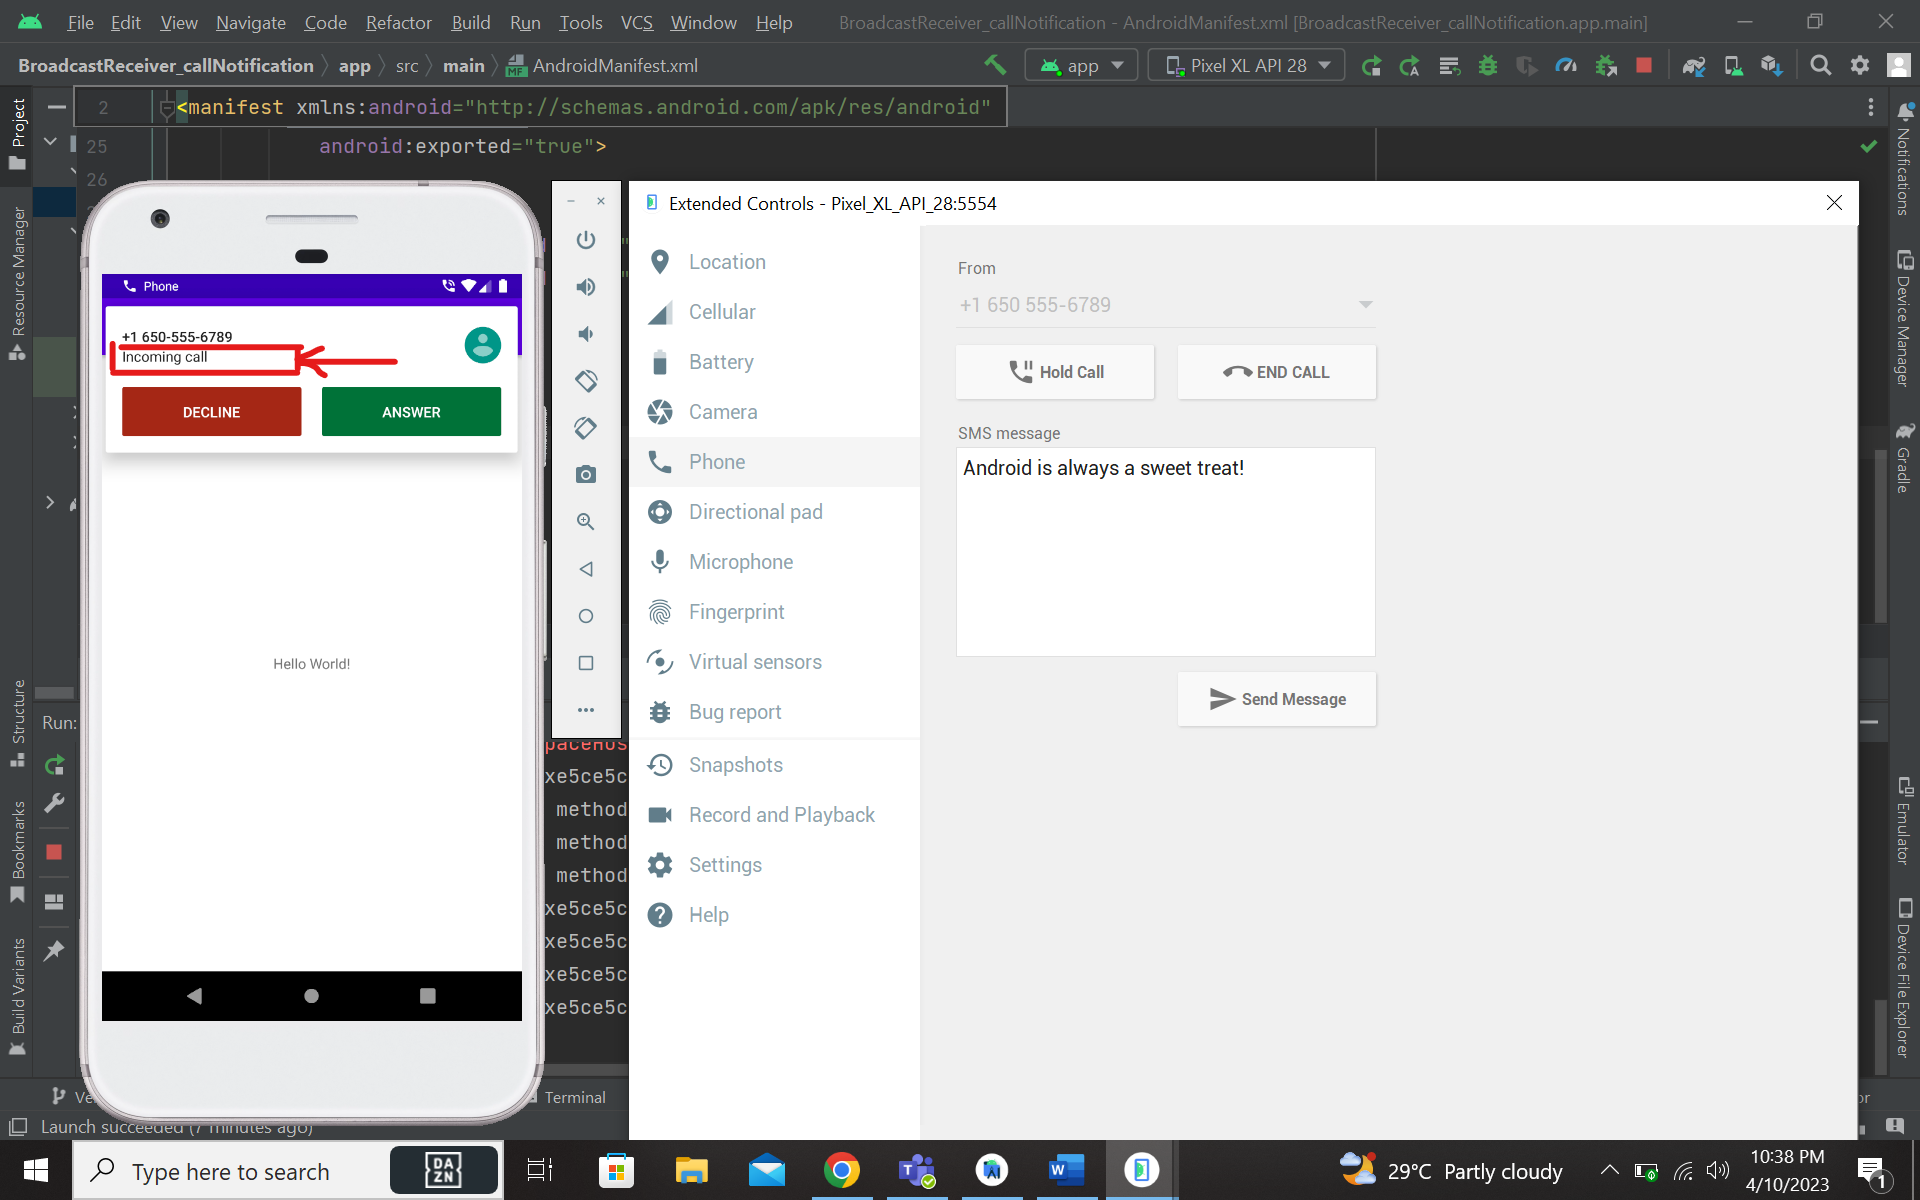 File Edit View Navigate Code Refactor Build Run Tools VCS Window Help BroadcastReceiver_callNotification - AndroidManifest.xml [BroadcastReceiver_callNotification.app.main]
BroadcastReceiver_callNotification app src main AndroidManifest.xml app Pixel XL API 28
2 <manifest xmlns:android="http://schemas.android.com/apk/res/android"
25 android:exported="true">
26
Project
Resource Manager
Structure
Bookmarks
Build Variants
Notifications
Device Manager
Gradle
Emulator
Device File Explorer
Phone
+1 650-555-6789
Incoming call
DECLINE ANSWER
Hello World!
Extended Controls - Pixel_XL_API_28:5554
Location
Cellular
Battery
Camera
Phone
Directional pad
Microphone
Fingerprint
Virtual sensors
Bug report
Snapshots
Record and Playback
Settings
Help
From
+1 650 555-6789
Hold Call END CALL
SMS message
Android is always a sweet treat!
Send Message
Run:
xe5ce5c
method
method
method
xe5ce5c
xe5ce5c
xe5ce5c
xe5ce5c
Terminal
Launch succeeded (7 minutes ago)
Type here to search
DAZN
29°C Partly cloudy
10:38 PM
4/10/2023
1